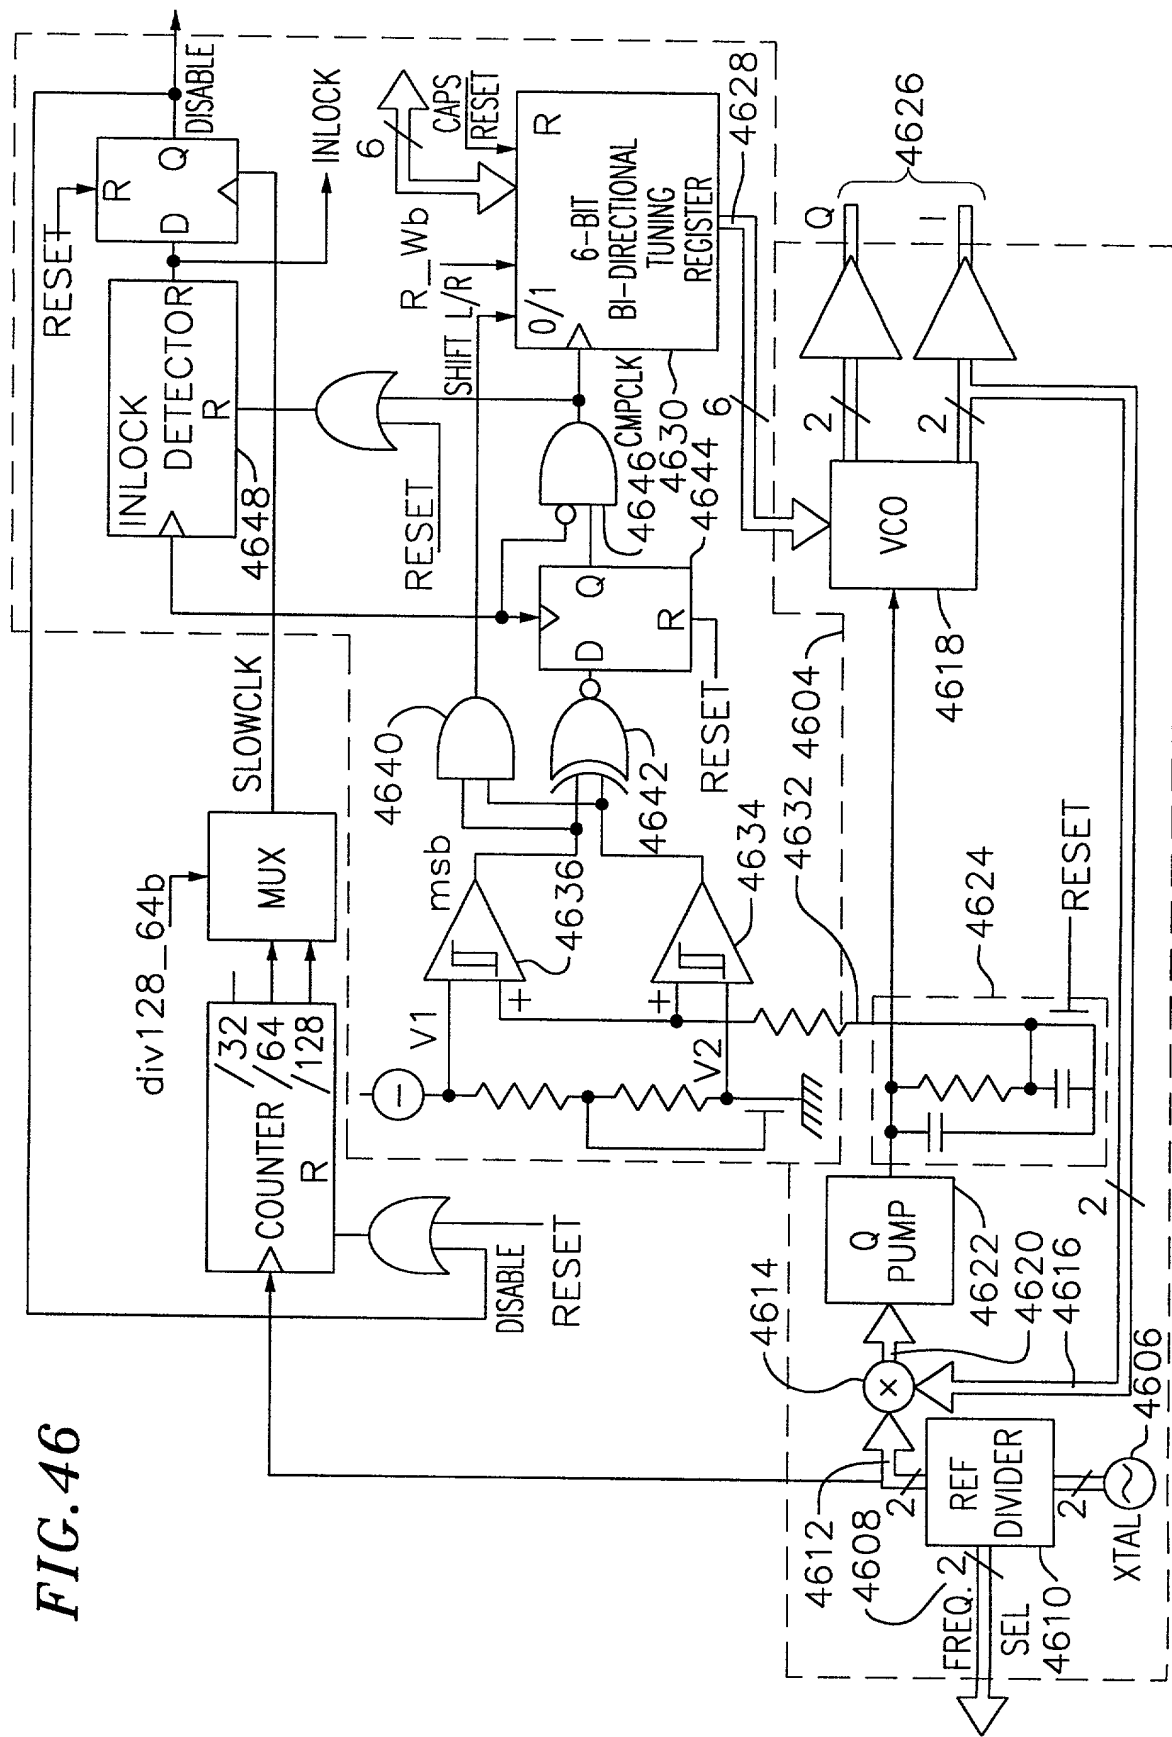 FIG. 46
div128_64b
COUNTER
/32
/64
/128
R
MUX
SLOWCLK
DISABLE
RESET
INLOCK
DETECTOR
R
4648
RESET
R
D
Q
DISABLE
INLOCK
RESET
V1
msb
+
4636
4640
4642
V2
+
4634
4632
4604
D
Q
R
RESET
4644
4646
CMPCLK
4630
SHIFT L/R
R_Wb
6
CAPS
RESET
0/1
R
6-BIT
BI-DIRECTIONAL
TUNING
REGISTER
4628
6
FREQ.
SEL
2
4608
4610
4612
2
REF
DIVIDER
2
XTAL
4606
4614
×
4616
4620
4622
Q
PUMP
2
4624
RESET
4618
VCO
2
2
Q
I
4626